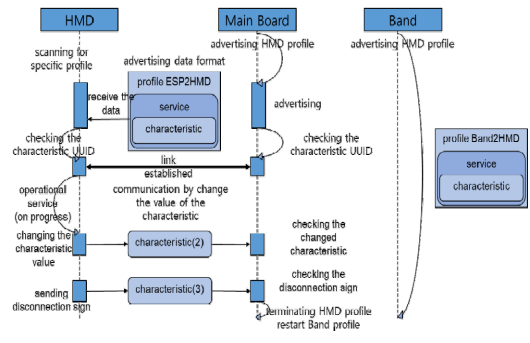 HMD
Main Board
Band
scanning for
specific profile
advertising HMD profile
advertising HMD profile
advertising data format
profile ESP2HMD
service
characteristic
receive the
data
advertising
checking the
characteristic UUID
checking the
characteristic UUID
profile Band2HMD
service
characteristic
link
established
operational
service
(on progress)
communication by change
the value of the
characteristic
changing the
characteristic
value
characteristic(2)
checking the
changed
characteristic
sending
disconnection sign
characteristic(3)
checking the
disconnection sign
terminating HMD profile
restart Band profile